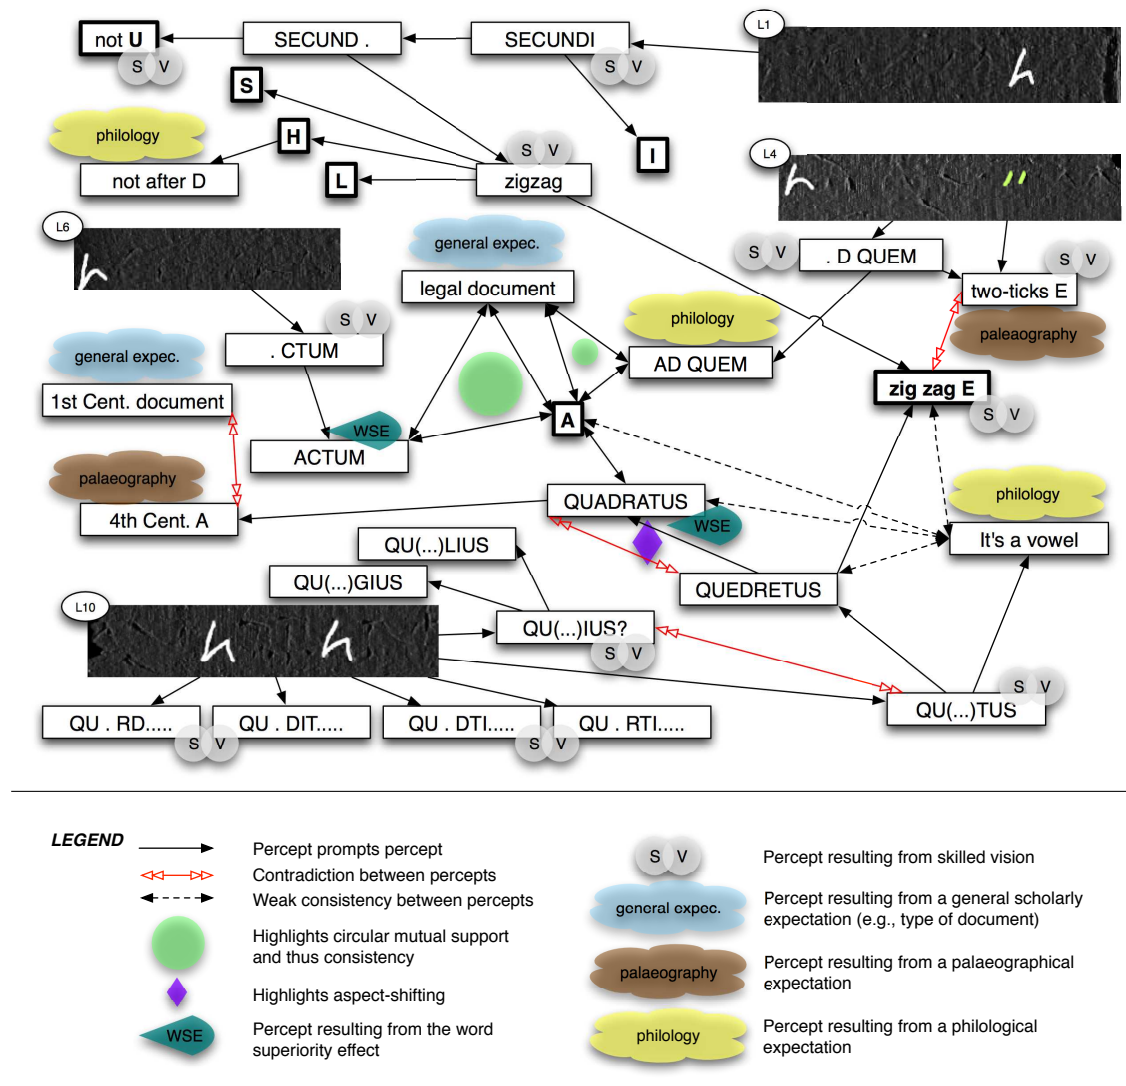 not U
SECUND .
SECUNDI
L1
S V
S V
S
philology
H
S V
I
L4
not after D
L
zigzag
L6
general expec.
S V
. D QUEM
S V
legal document
two-ticks E
philology
S V
palaeography
. CTUM
general expec.
AD QUEM
1st Cent. document
zig zag E
A
WSE
S V
ACTUM
palaeography
philology
QUADRATUS
4th Cent. A
WSE
It's a vowel
QU(...)LIUS
QU(...)GIUS
QUEDRETUS
L10
QU(...)IUS?
S V
S V
QU(...)TUS
QU . RD.....
QU . DIT.....
QU . DTI.....
QU . RTI.....
S V
S V
LEGEND
Percept prompts percept
Contradiction between percepts
Weak consistency between percepts
Highlights circular mutual support
and thus consistency
Highlights aspect-shifting
WSE
Percept resulting from the word
superiority effect
S V
Percept resulting from skilled vision
general expec.
Percept resulting from a general scholarly
expectation (e.g., type of document)
palaeography
Percept resulting from a palaeographical
expectation
philology
Percept resulting from a philological
expectation